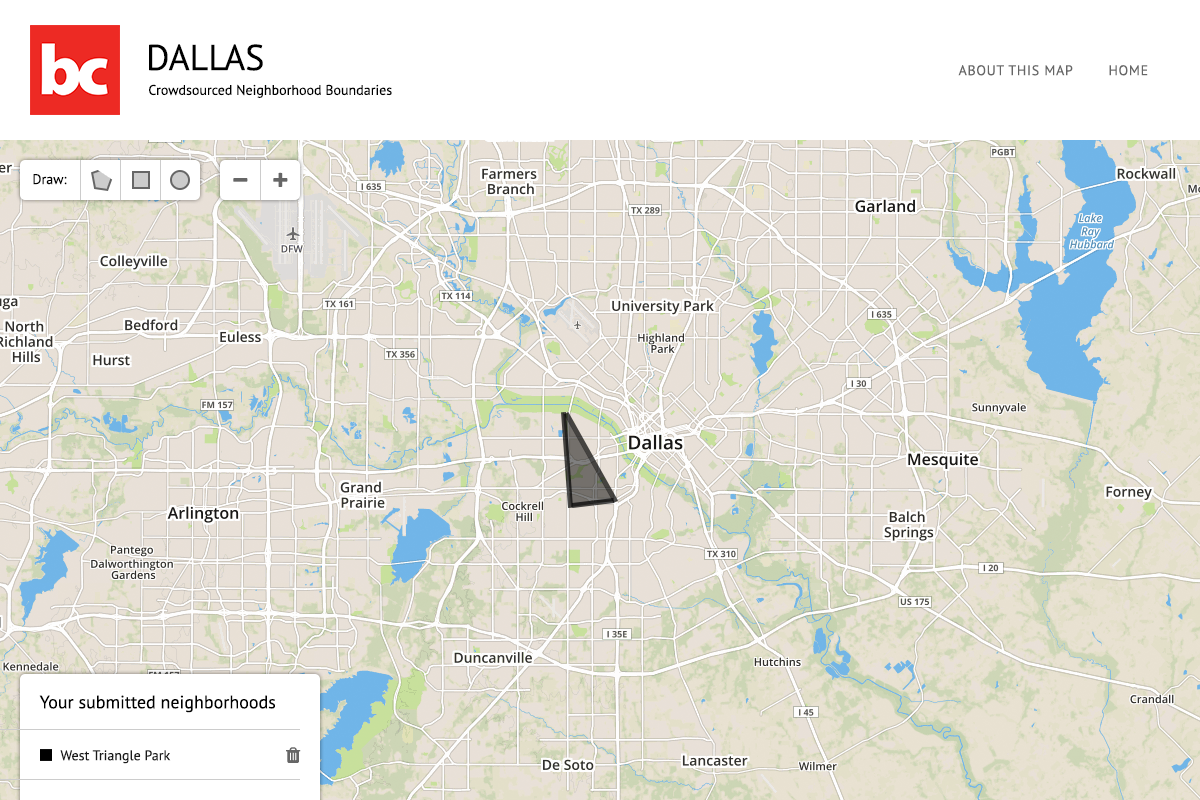 bc
DALLAS
Crowdsourced Neighborhood Boundaries
ABOUT THIS MAP
HOME
Draw:
I 635
Farmers
Branch
PGBT
Rockwall
TX 289
Garland
Lake
Ray
Hubbard
DFW
Colleyville
TX 161
TX 114
University Park
I 635
North
Richland
Hills
Bedford
Euless
Highland
Park
Hurst
TX 356
I 30
FM 157
Sunnyvale
Dallas
Mesquite
Grand
Prairie
Forney
Arlington
Cockrell
Hill
Balch
Springs
Pantego
Dalworthington
Gardens
TX 310
I 20
US 175
I 35E
Duncanville
Hutchins
Kennedale
FM 157
Crandall
I 45
De Soto
Lancaster
Wilmer
Your submitted neighborhoods
West Triangle Park